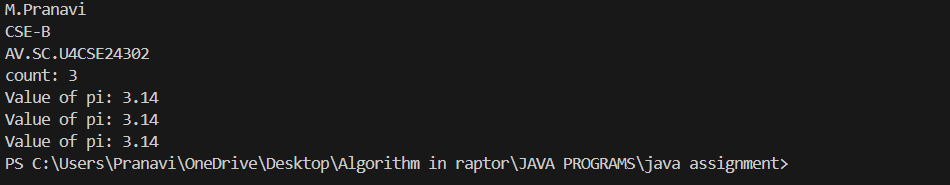 M.Pranavi
CSE-B
AV.SC.U4CSE24302
count: 3
Value of pi: 3.14
Value of pi: 3.14
Value of pi: 3.14
PS C:\Users\Pranavi\OneDrive\Desktop\Algorithm in raptor\JAVA PROGRAMS\java assignment>